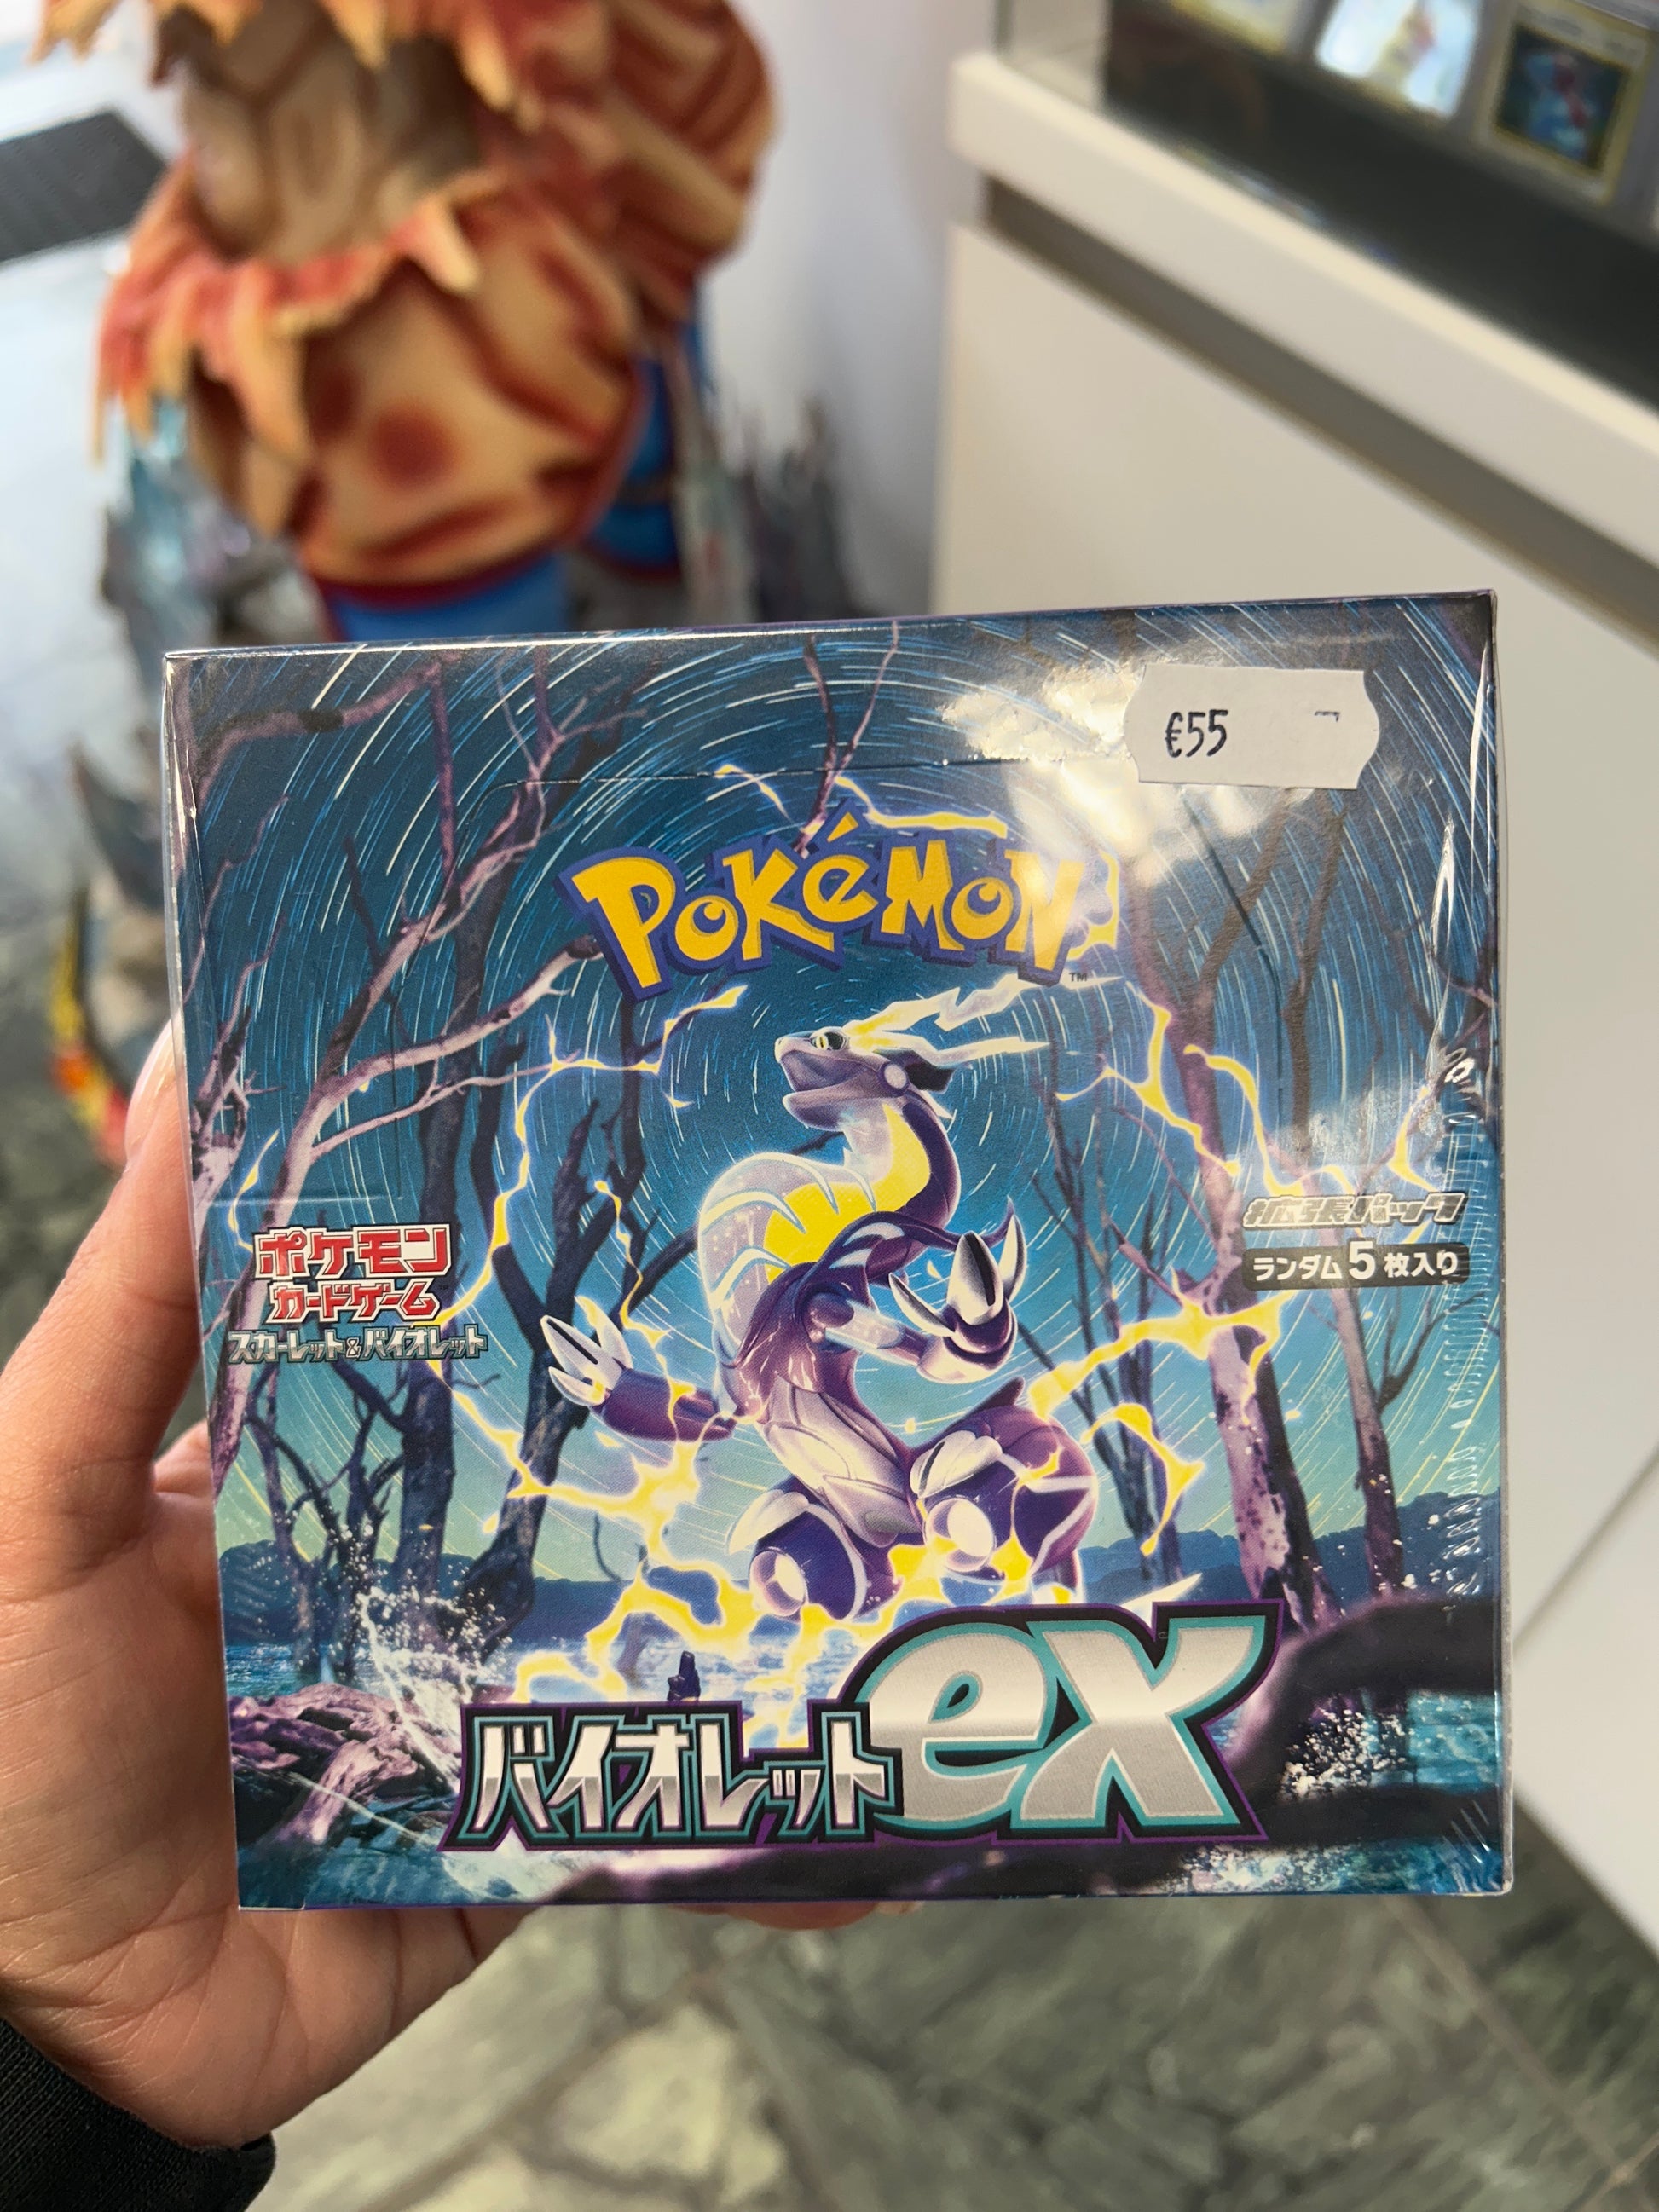 €55
Pokémon
TM
拡張パック
ランダム5枚入り
ポケモン
カードゲーム
スカーレット&バイオレット
バイオレットex